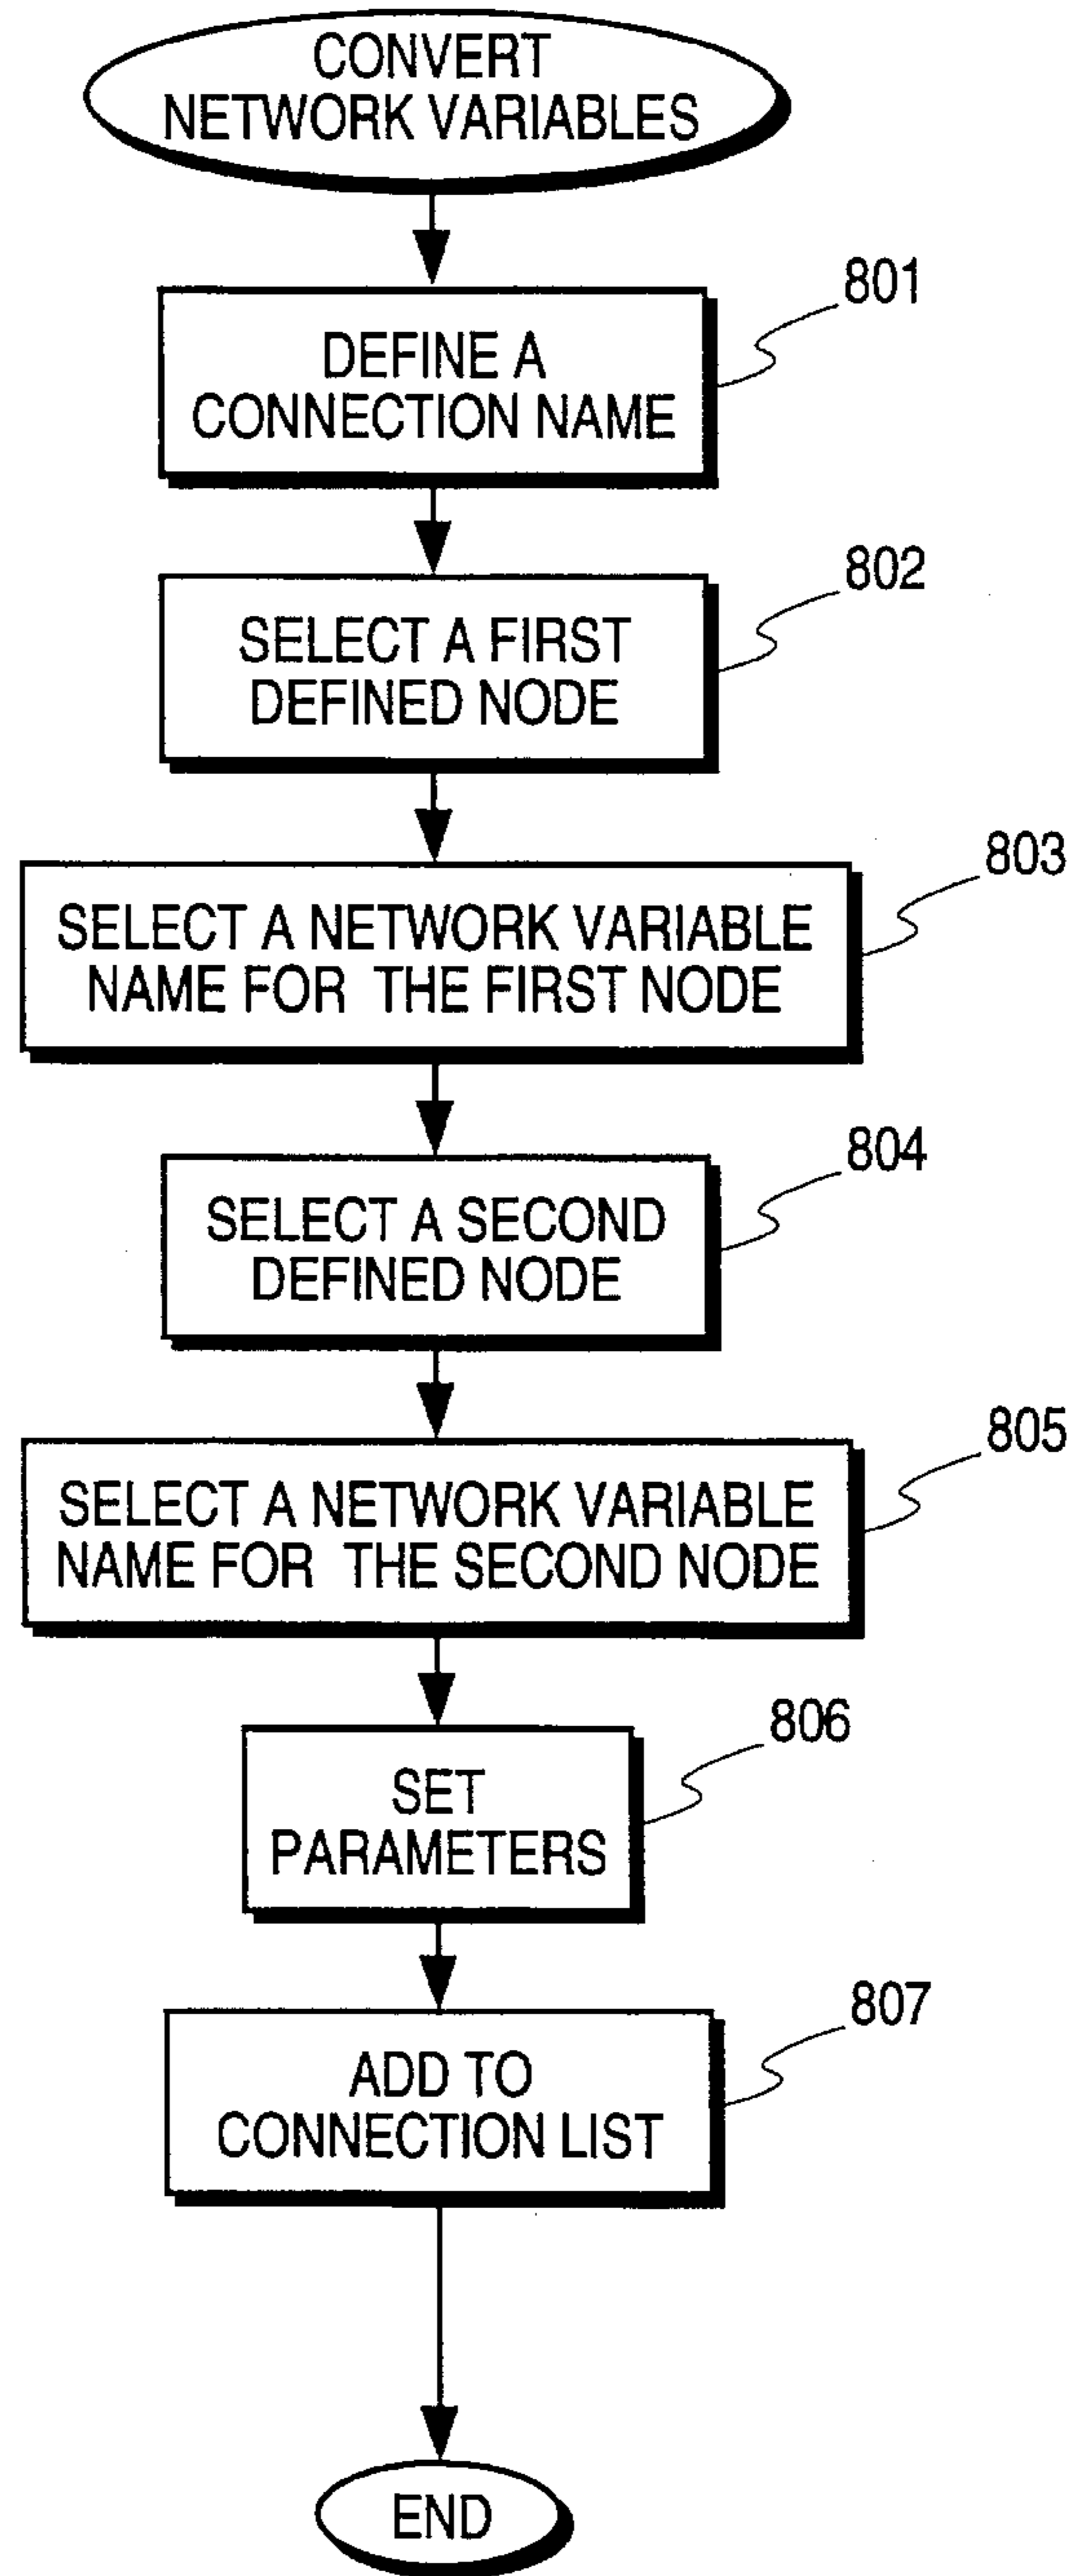 CONVERT
NETWORK VARIABLES
801
DEFINE A
CONNECTION NAME
802
SELECT A FIRST
DEFINED NODE
803
SELECT A NETWORK VARIABLE
NAME FOR THE FIRST NODE
804
SELECT A SECOND
DEFINED NODE
805
SELECT A NETWORK VARIABLE
NAME FOR THE SECOND NODE
806
SET
PARAMETERS
807
ADD TO
CONNECTION LIST
END